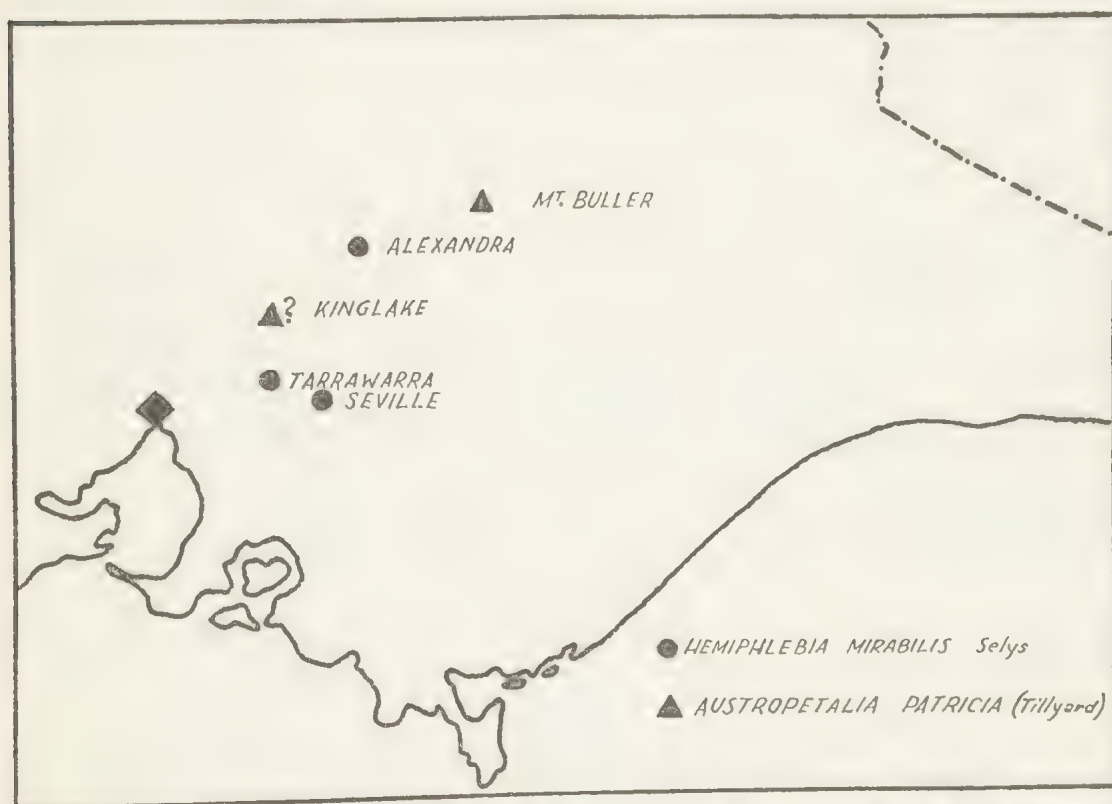 MT. BULLER
ALEXANDRA
? KINGLAKE
TARRAWARRA
SEVILLE
HEMIPHLEBIA MIRABILIS Selys
AUSTROPETALIA PATRICIA (Tillyard)